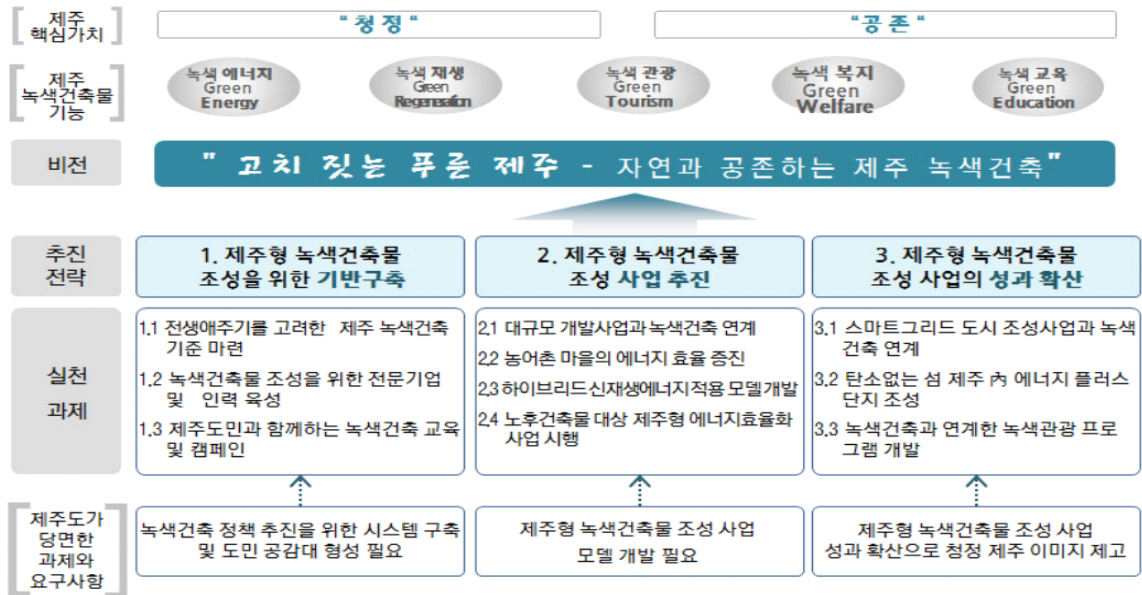 제주
핵심가치
"청정"
"공존"
제주
녹색건축물
기능
녹색 에너지
Green
Energy
녹색 재생
Green
Regeneration
녹색 관광
Green
Tourism
녹색 복지
Green
Welfare
녹색 교육
Green
Education
비전
" 고치 짓는 푸른 제주 - 자연과 공존하는 제주 녹색건축"
추진
전략
1. 제주형 녹색건축물
조성을 위한 기반구축
2. 제주형 녹색건축물
조성 사업 추진
3. 제주형 녹색건축물
조성 사업의 성과 확산
실천
과제
1.1 전생애주기를 고려한 제주 녹색건축
기준 마련
1.2 녹색건축물 조성을 위한 전문기업
및 인력 육성
1.3 제주도민과 함께하는 녹색건축 교육
및 캠페인
2.1 대규모 개발사업과 녹색건축 연계
2.2 농어촌 마을의 에너지 효율 증진
2.3 하이브리드신재생에너지적용 모델개발
2.4 노후건축물 대상 제주형 에너지효율화
사업 시행
3.1 스마트그리드 도시 조성사업과 녹색
건축 연계
3.2 탄소없는 섬 제주 內 에너지 플러스
단지 조성
3.3 녹색건축과 연계한 녹색관광 프로
그램 개발
제주도가
당면한
과제와
요구사항
녹색건축 정책 추진을 위한 시스템 구축
및 도민 공감대 형성 필요
제주형 녹색건축물 조성 사업
모델 개발 필요
제주형 녹색건축물 조성 사업
성과 확산으로 청정 제주 이미지 제고